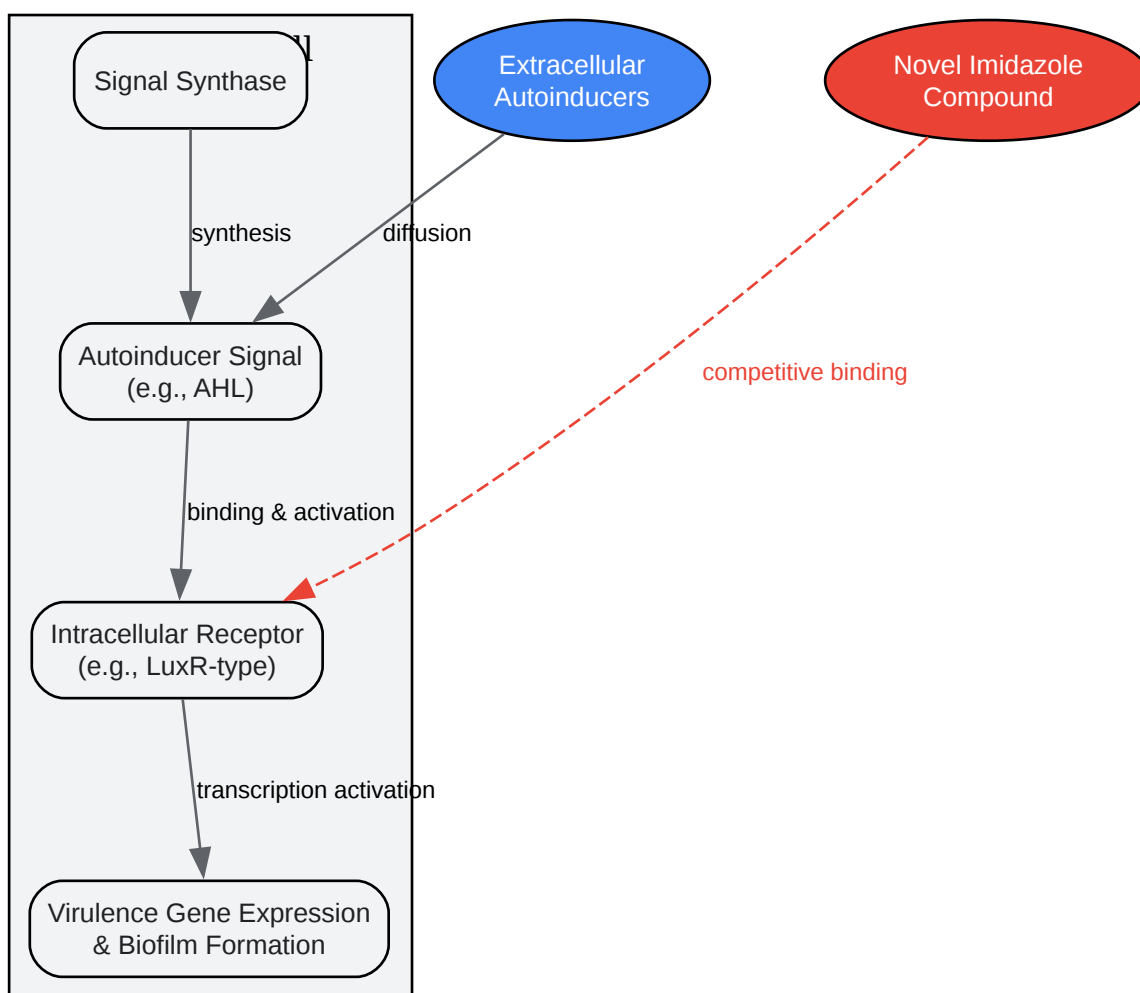 Signal Synthase
Extracellular
Autoinducers
Novel Imidazole
Compound
synthesis
diffusion
Autoinducer Signal
(e.g., AHL)
competitive binding
binding & activation
Intracellular Receptor
(e.g., LuxR-type)
transcription activation
Virulence Gene Expression
& Biofilm Formation